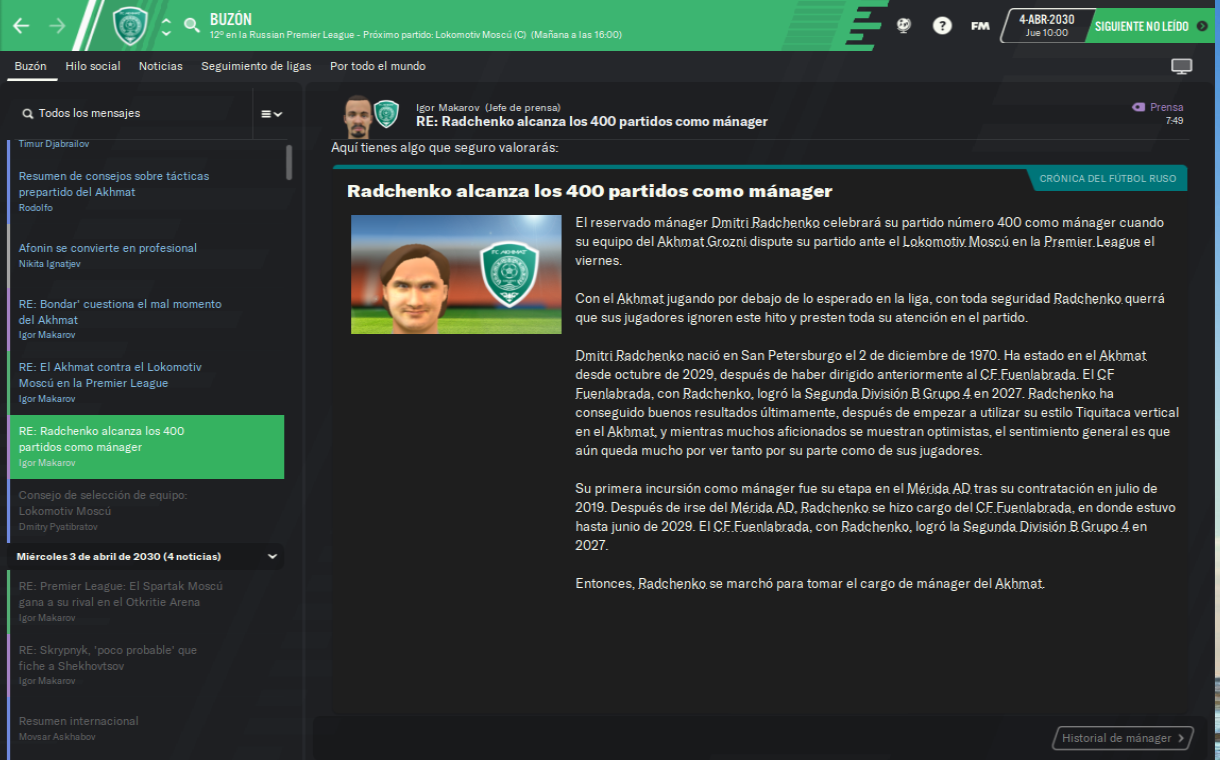 BUZÓN
12º en la Russian Premier League - Próximo partido: Lokomotiv Moscú (C) (Mañana a las 16:00)
?
FM
4-ABR-2030
Jue 10:00
SIGUIENTE NO LEÍDO
Buzón Hilo social Noticias Seguimiento de ligas Por todo el mundo
Todos los mensajes
Timur Djabrailov
Resumen de consejos sobre tácticas
prepartido del Akhmat
Rodolfo
Afonin se convierte en profesional
Nikita Ignatjev
RE: Bondar' cuestiona el mal momento
del Akhmat
Igor Makarov
RE: El Akhmat contra el Lokomotiv
Moscú en la Premier League
Igor Makarov
RE: Radchenko alcanza los 400
partidos como mánager
Igor Makarov
Consejo de selección de equipo:
Lokomotiv Moscú
Dmitry Pyatibratov
Miércoles 3 de abril de 2030 (4 noticias)
RE: Premier League: El Spartak Moscú
gana a su rival en el Otkritie Arena
Igor Makarov
RE: Skrypnyk, 'poco probable' que
fiche a Shekhovtsov
Igor Makarov
Resumen internacional
Movsar Askhabov
Igor Makarov (Jefe de prensa)
RE: Radchenko alcanza los 400 partidos como mánager
Prensa
7:49
Aquí tienes algo que seguro valorarás:
CRÓNICA DEL FÚTBOL RUSO
Radchenko alcanza los 400 partidos como mánager
FC AKHMAT
El reservado mánager Dmitri Radchenko celebrará su partido número 400 como mánager cuando
su equipo del Akhmat Grozni dispute su partido ante el Lokomotiv Moscú en la Premier League el
viernes.
Con el Akhmat jugando por debajo de lo esperado en la liga, con toda seguridad Radchenko querrá
que sus jugadores ignoren este hito y presten toda su atención en el partido.
Dmitri Radchenko nació en San Petersburgo el 2 de diciembre de 1970. Ha estado en el Akhmat
desde octubre de 2029, después de haber dirigido anteriormente al CF Fuenlabrada. El CF
Fuenlabrada, con Radchenko, logró la Segunda División B Grupo 4 en 2027. Radchenko ha
conseguido buenos resultados últimamente, después de empezar a utilizar su estilo Tiquitaca vertical
en el Akhmat, y mientras muchos aficionados se muestran optimistas, el sentimiento general es que
aún queda mucho por ver tanto por su parte como de sus jugadores.
Su primera incursión como mánager fue su etapa en el Mérida AD tras su contratación en julio de
2019. Después de irse del Mérida AD, Radchenko se hizo cargo del CF Fuenlabrada, en donde estuvo
hasta junio de 2029. El CF Fuenlabrada, con Radchenko, logró la Segunda División B Grupo 4 en
2027.
Entonces, Radchenko se marchó para tomar el cargo de mánager del Akhmat.
Historial de mánager